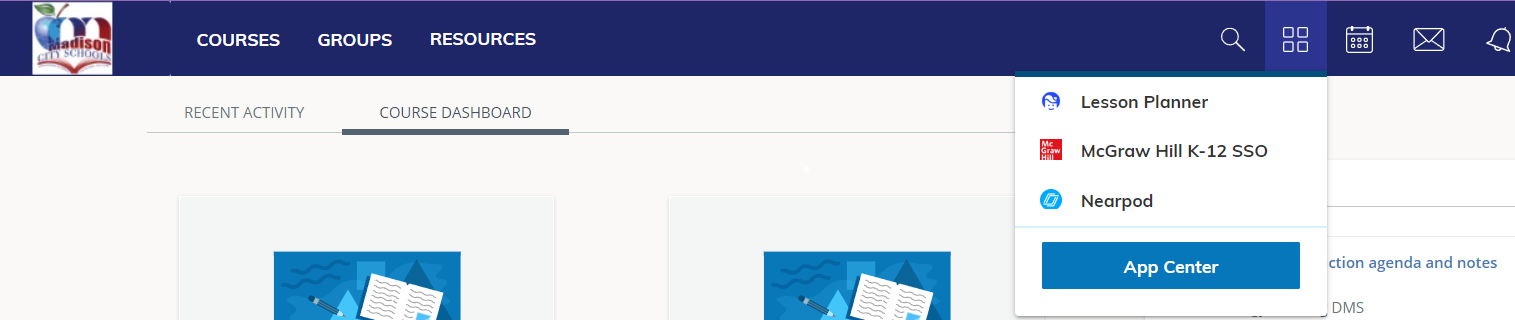 Madison
CITY SCHOOLS
COURSES
GROUPS
RESOURCES
RECENT ACTIVITY
COURSE DASHBOARD
Lesson Planner
Mc
Graw
Hill
McGraw Hill K-12 SSO
Nearpod
App Center
ction agenda and notes
DMS